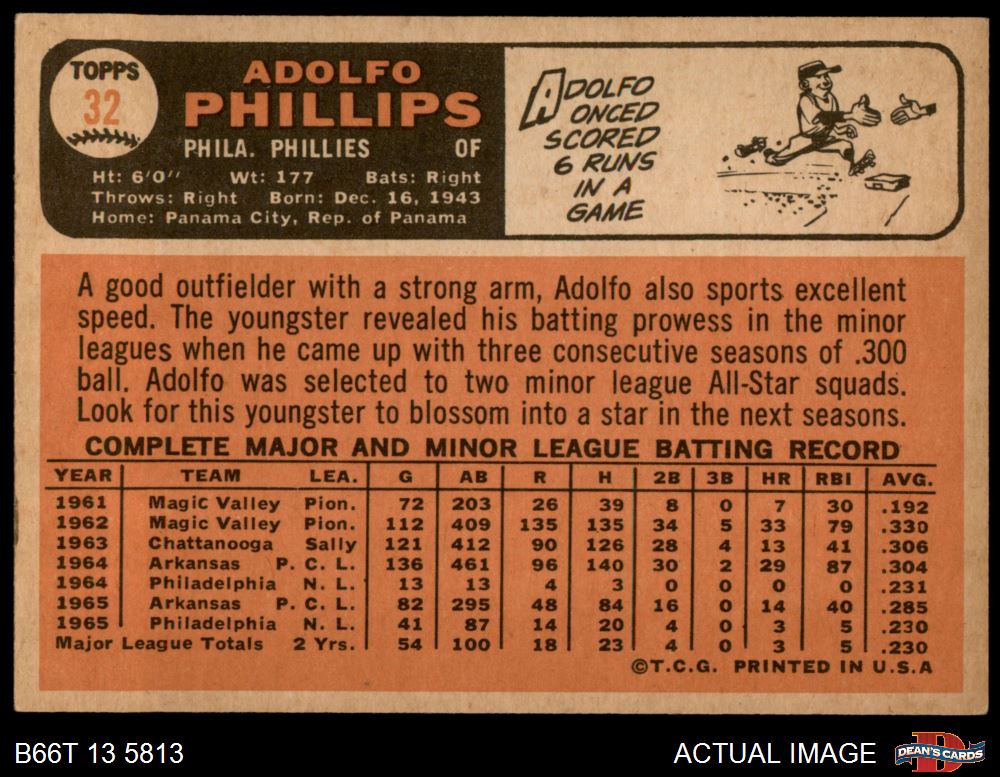 TOPPS
32
ADOLFO
PHILLIPS
PHILA. PHILLIES OF
Ht: 6'0" Wt: 177 Bats: Right
Throws: Right Born: Dec. 16, 1943
Home: Panama City, Rep. of Panama
ADOLFO
ONCED
SCORED
6 RUNS
IN A
GAME
A good outfielder with a strong arm, Adolfo also sports excellent
speed. The youngster revealed his batting prowess in the minor
leagues when he came up with three consecutive seasons of .300
ball. Adolfo was selected to two minor league All-Star squads.
Look for this youngster to blossom into a star in the next seasons.
COMPLETE MAJOR AND MINOR LEAGUE BATTING RECORD
YEAR TEAM LEA. G AB R H 2B 3B HR RBI AVG.
1961 Magic Valley Pion. 72 203 26 39 8 0 7 30 .192
1962 Magic Valley Pion. 112 409 135 135 34 5 33 79 .330
1963 Chattanooga Sally 121 412 90 126 28 4 13 41 .306
1964 Arkansas P. C. L. 136 461 96 140 30 2 29 87 .304
1964 Philadelphia N. L. 13 13 4 3 0 0 0 0 .231
1965 Arkansas P. C. L. 82 295 48 84 16 0 14 40 .285
1965 Philadelphia N. L. 41 87 14 20 4 0 3 5 .230
Major League Totals 2 Yrs. 54 100 18 23 4 0 3 5 .230
©T.C.G. PRINTED IN U.S.A
B66T 13 5813
ACTUAL IMAGE
DEAN'S CARDS